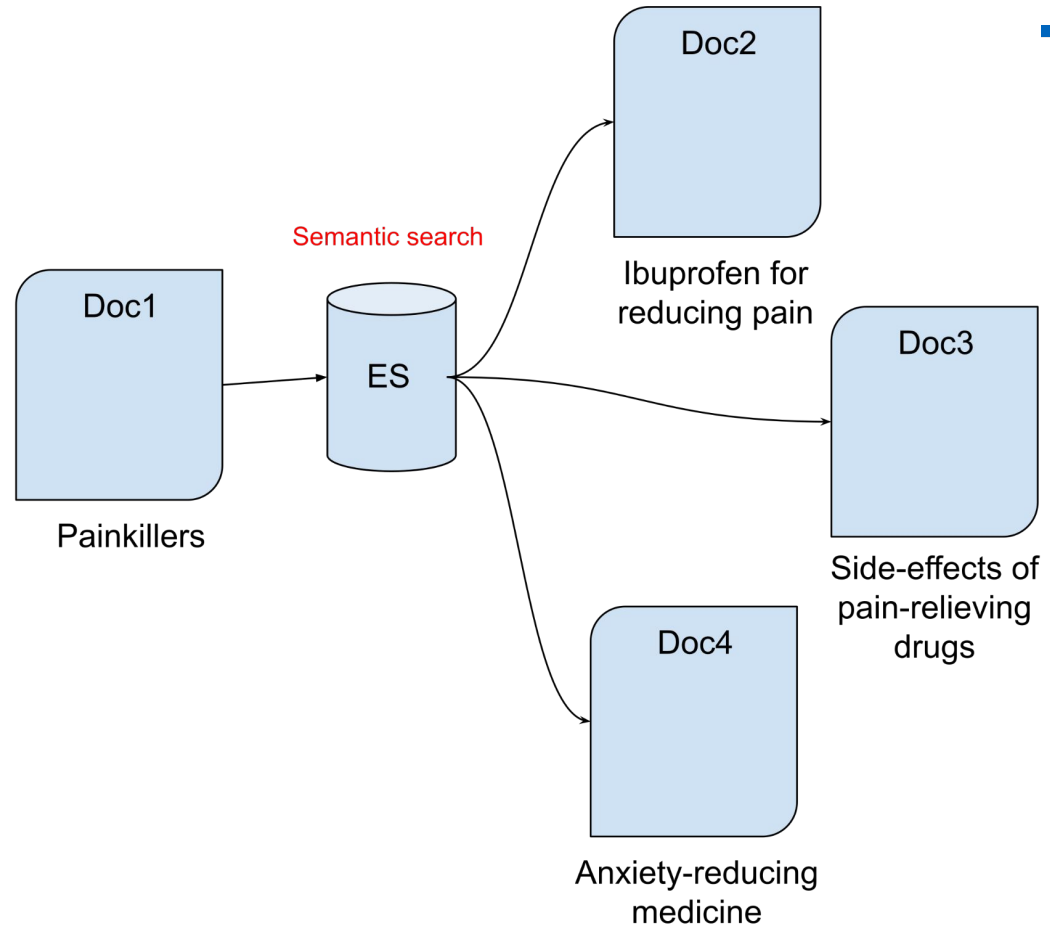 Doc1
Painkillers
Semantic search
ES
Doc2
Ibuprofen for
reducing pain
Doc3
Side-effects of
pain-relieving
drugs
Doc4
Anxiety-reducing
medicine